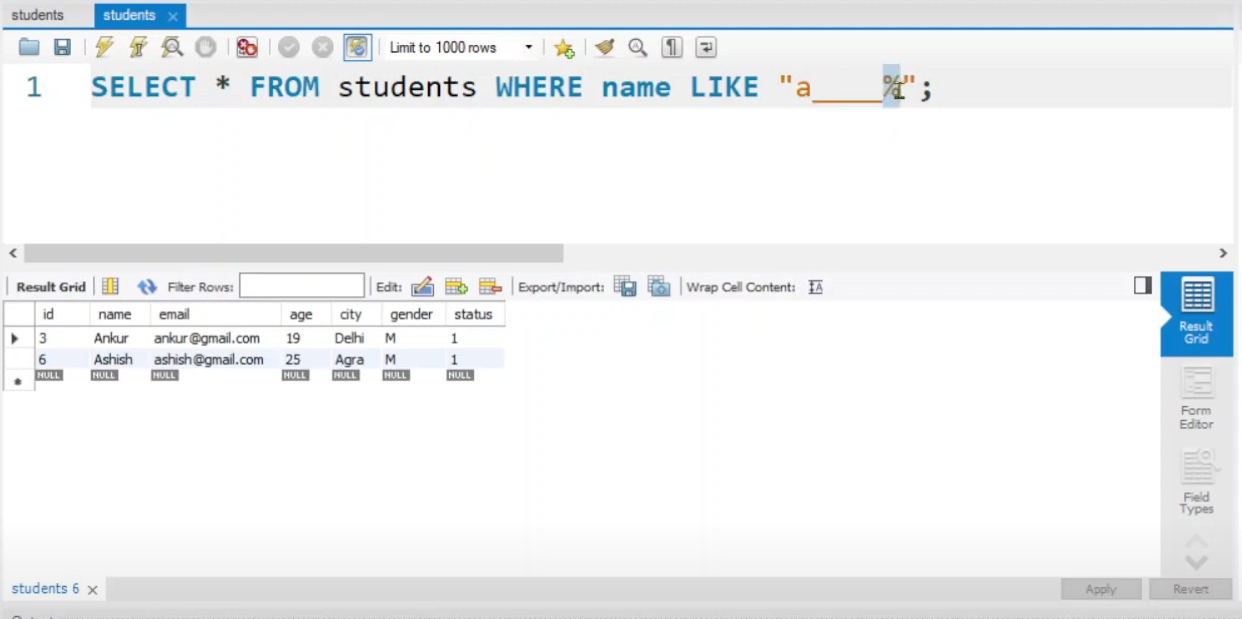 students students
Limit to 1000 rows
1 SELECT * FROM students WHERE name LIKE "a____%";
Result Grid Filter Rows: Edit: Export/Import: Wrap Cell Content:
id name email age city gender status
3 Ankur ankur@gmail.com 19 Delhi M 1
6 Ashish ashish@gmail.com 25 Agra M 1
NULL NULL NULL NULL NULL NULL NULL
Result
Grid
Form
Editor
Field
Types
students 6
Apply Revert